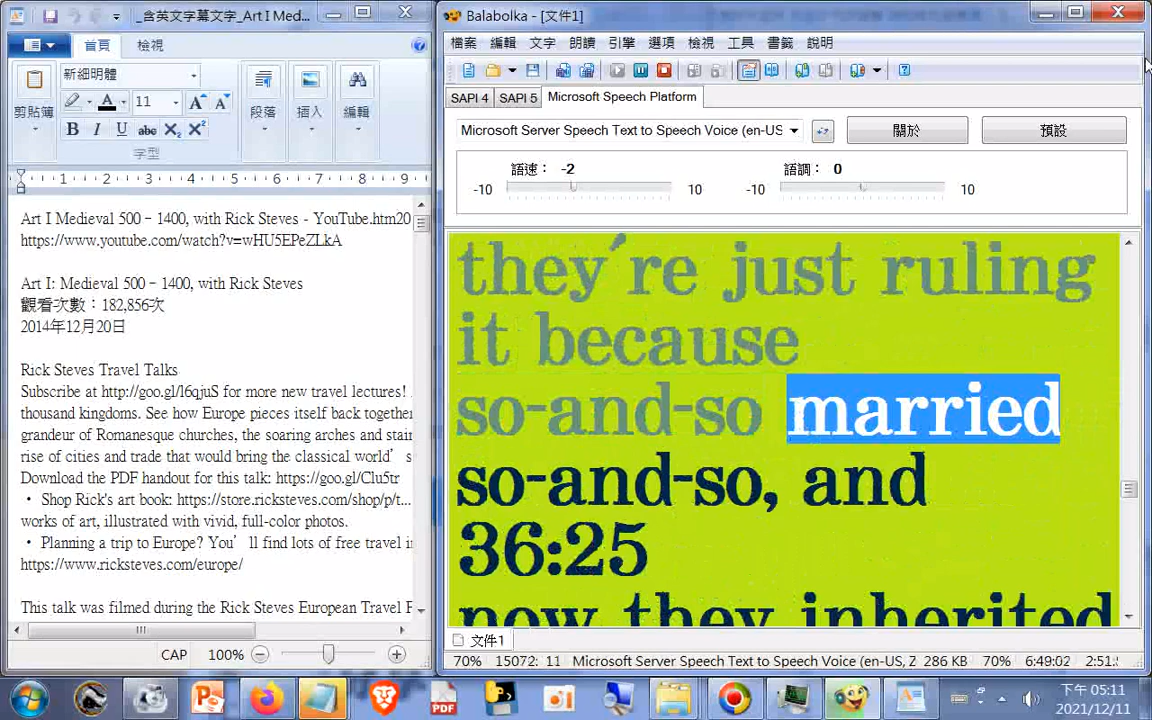 _含英文字幕文字_Art I Med...
首頁
檢視
新細明體
11
剪貼簿
段落
插入
編輯
B I U abc X₂ X²
字型
1 2 3 4 5 6 7 8 9
Art I Medieval 500－1400, with Rick Steves - YouTube.htm20
https://www.youtube.com/watch?v=wHU5EPeZLkA
Art I: Medieval 500－1400, with Rick Steves
觀看次數：182,856次
2014年12月20日
Rick Steves Travel Talks
Subscribe at http://goo.gl/l6qjuS for more new travel lectures!
thousand kingdoms. See how Europe pieces itself back together
grandeur of Romanesque churches, the soaring arches and stain
rise of cities and trade that would bring the classical world’s
Download the PDF handout for this talk: https://goo.gl/Clu5tr
• Shop Rick's art book: https://store.ricksteves.com/shop/p/t...
works of art, illustrated with vivid, full-color photos.
• Planning a trip to Europe? You’ll find lots of free travel in
https://www.ricksteves.com/europe/
This talk was filmed during the Rick Steves European Travel F
CAP 100%
Balabolka - [文件1]
檔案 編輯 文字 朗讀 引擎 選項 檢視 工具 書籤 說明
SAPI 4 SAPI 5 Microsoft Speech Platform
Microsoft Server Speech Text to Speech Voice (en-US
關於
預設
語速： -2
語調： 0
-10 10 -10 10
they're just ruling
it because
so-and-so married
so-and-so, and
36:25
now they inherited
文件1
70% 15072: 11 Microsoft Server Speech Text to Speech Voice (en-US, Z 286 KB 70% 6:49:02 2:51:
PDF
下午 05:11
2021/12/11